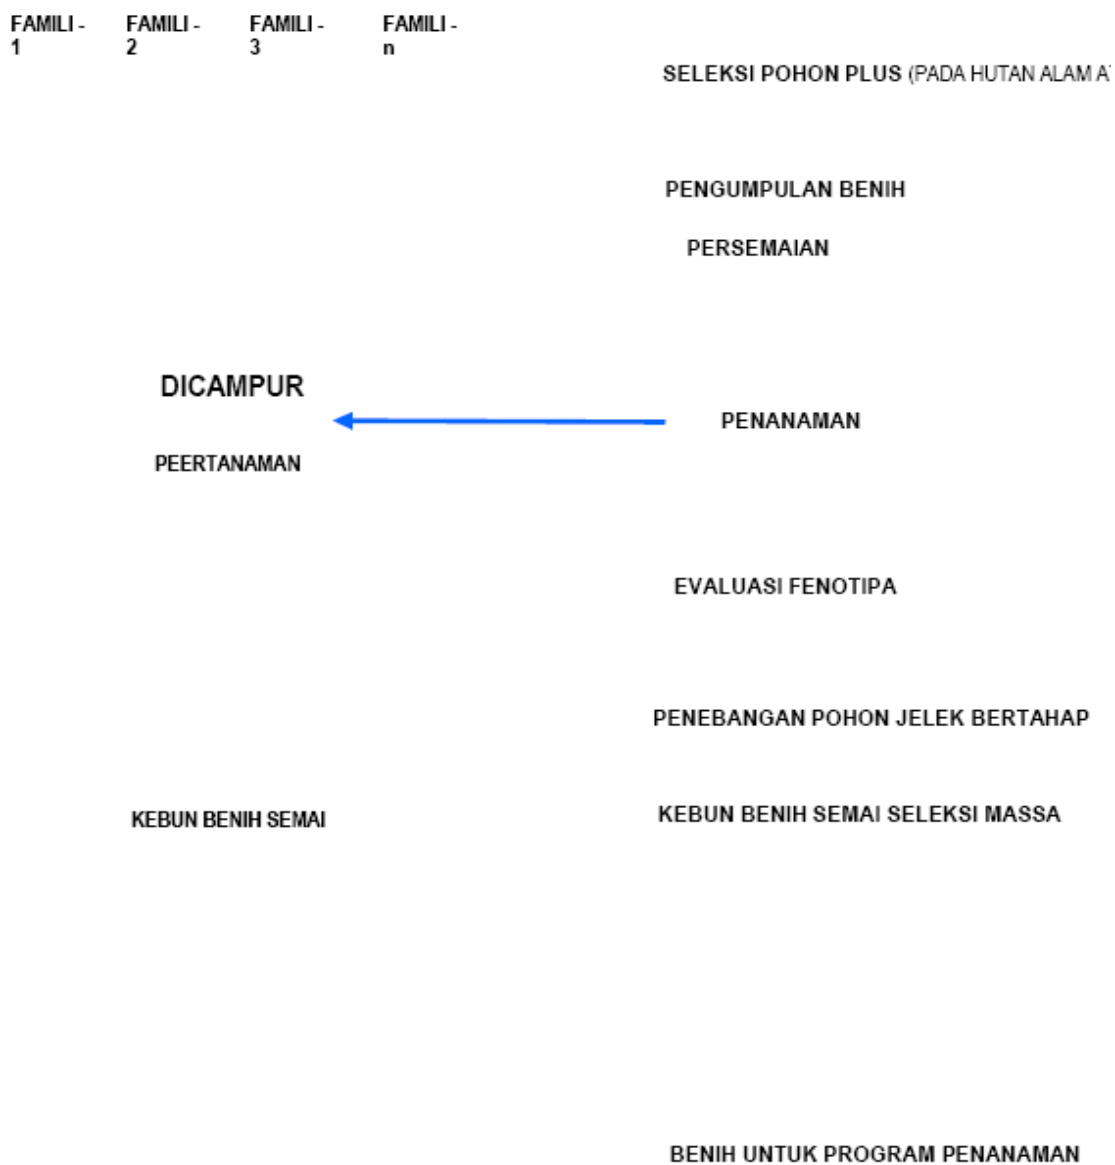 FAMILI - FAMILI - FAMILI - FAMILI -
1 2 3 n
SELEKSI POHON PLUS (PADA HUTAN ALAM
PENGUMPULAN BENIH
PERSEMAIAN
DICAMPUR
PENANAMAN
PEERTANAMAN
EVALUASI FENOTIPA
PENEBANGAN POHON JELEK BERTAHAP
KEBUN BENIH SEMAI SELEKSI MASSA
KEBUN BENIH SEMAI
BENIH UNTUK PROGRAM PENANAMAN